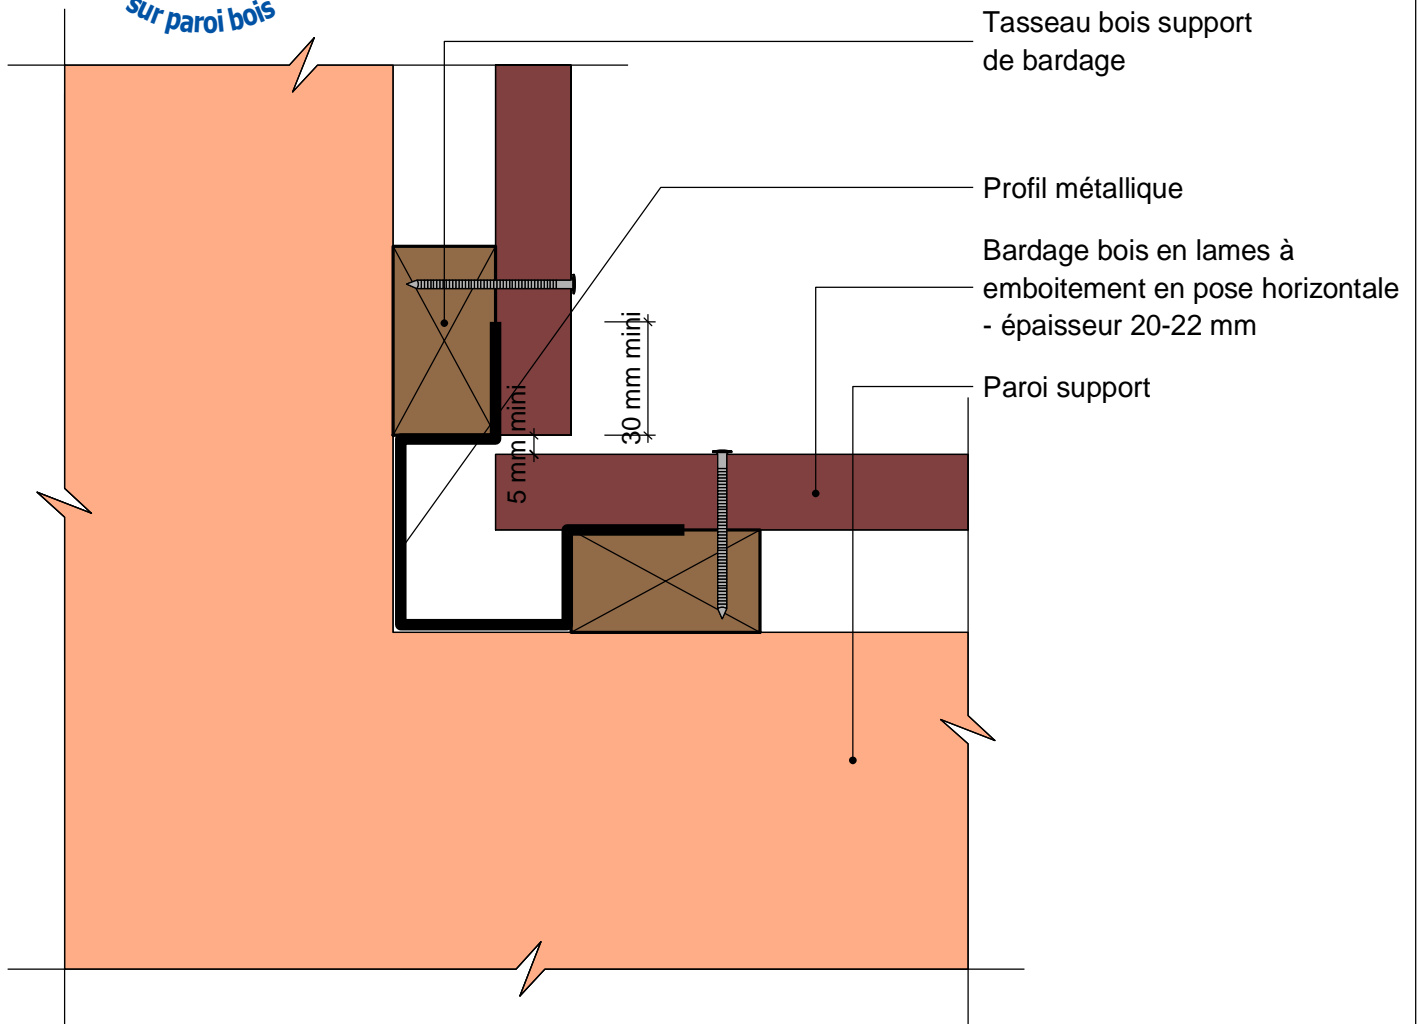 sur paroi bois
Tasseau bois support
de bardage
Profil métallique
Bardage bois en lames à
emboitement en pose horizontale
- épaisseur 20-22 mm
Paroi support
30 mm mini
5 mm mini